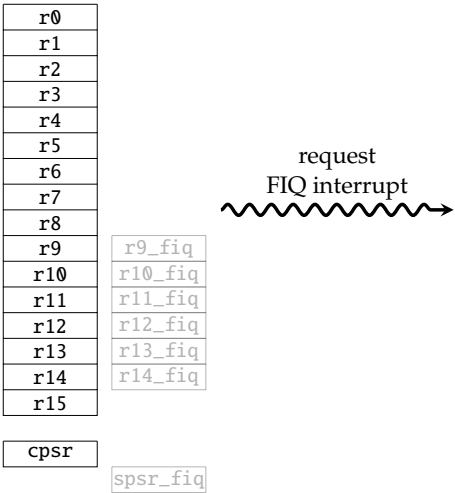 r0
r1
r2
r3
r4
r5
r6
r7
r8
r9 r9_fiq
r10 r10_fiq
r11 r11_fiq
r12 r12_fiq
r13 r13_fiq
r14 r14_fiq
r15
cpsr
spsr_fiq
request
FIQ interrupt